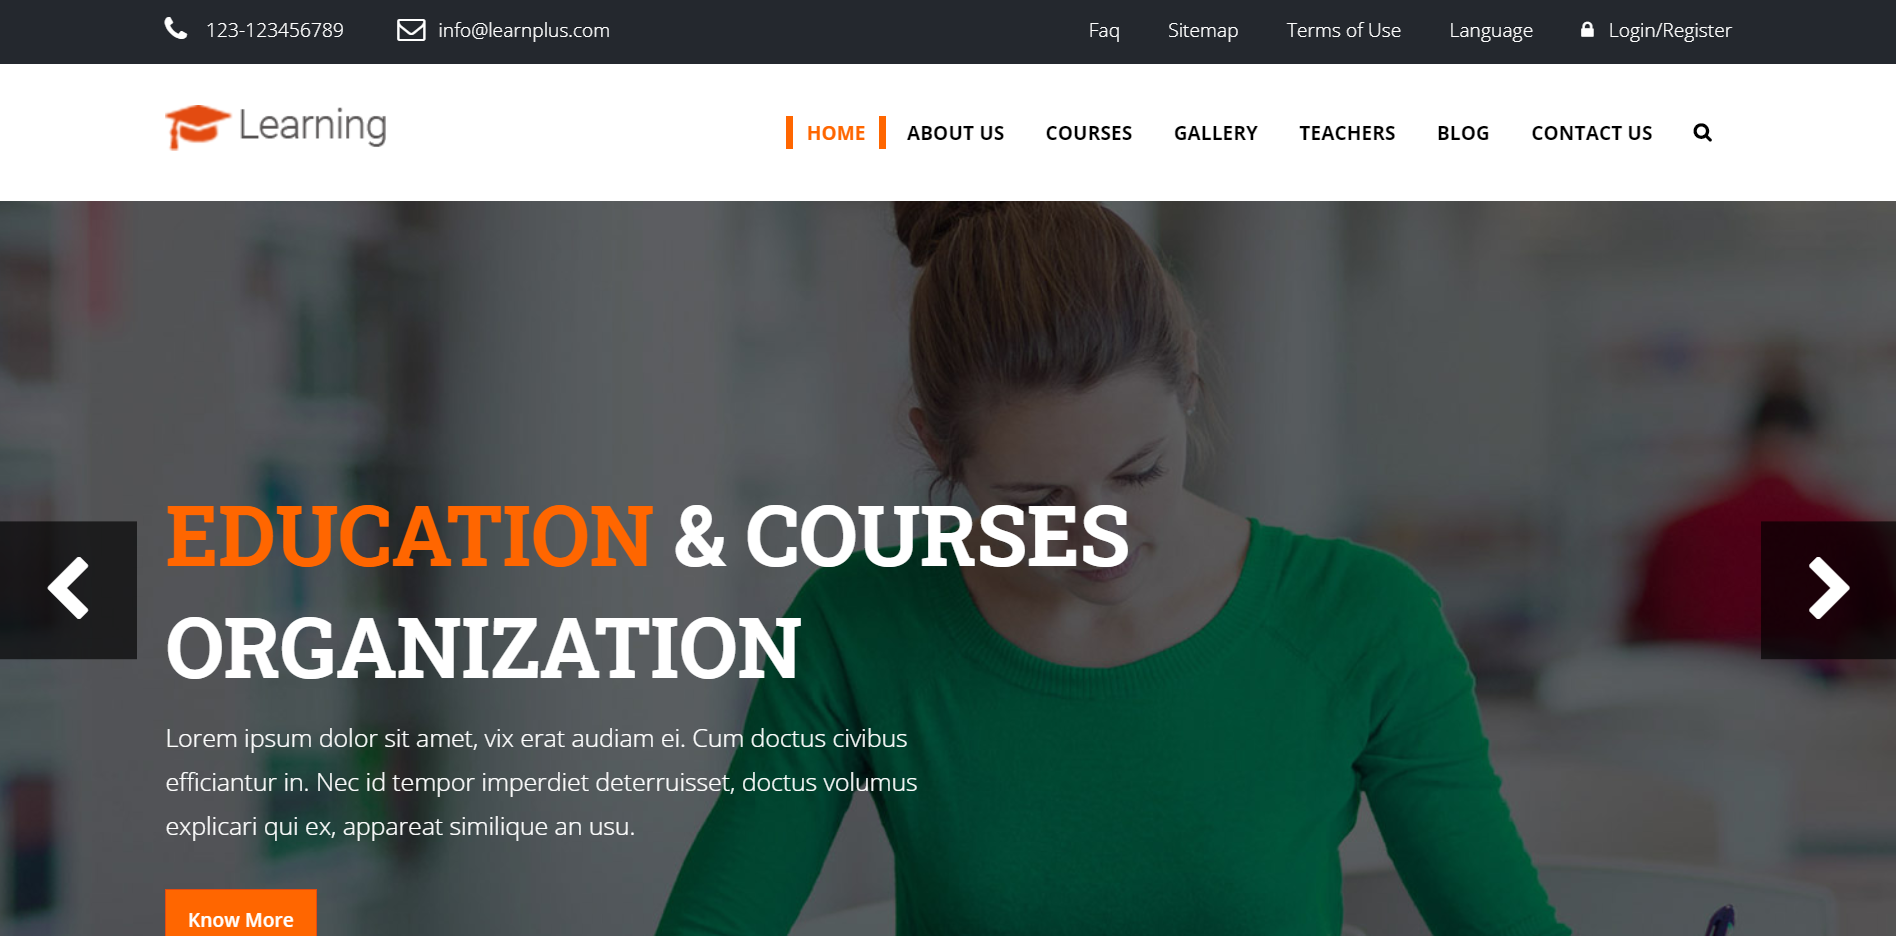 123-123456789 info@learnplus.com Faq Sitemap Terms of Use Language Login/Register
Learning HOME ABOUT US COURSES GALLERY TEACHERS BLOG CONTACT US
EDUCATION & COURSES
ORGANIZATION
Lorem ipsum dolor sit amet, vix erat audiam ei. Cum doctus civibus
efficiantur in. Nec id tempor imperdiet deterruisset, doctus volumus
explicari qui ex, appareat similique an usu.
Know More